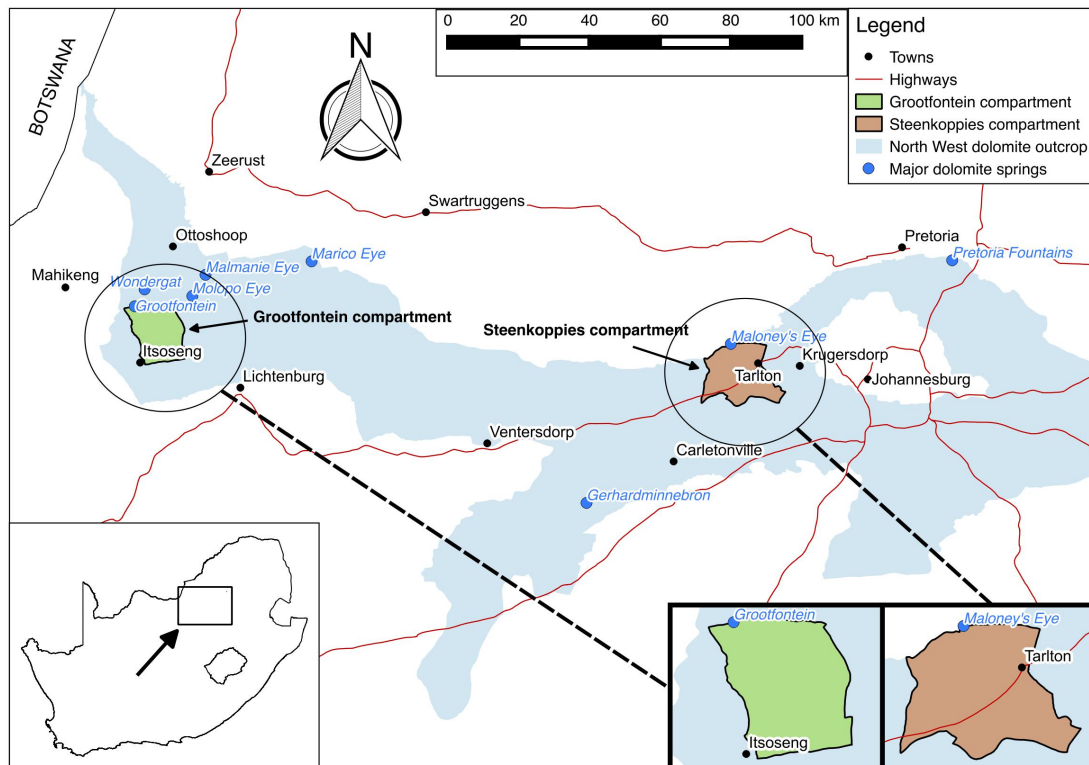 0 20 40 60 80 100 km
N
Legend
Towns
Highways
Grootfontein compartment
Steenkoppies compartment
North West dolomite outcrop
Major dolomite springs
BOTSWANA
Zeerust
Swartruggens
Ottoshoop
Pretoria
Marico Eye
Pretoria Fountains
Malmanie Eye
Mahikeng
Wondergat
Molopo Eye
Grootfontein
Grootfontein compartment
Steenkoppies compartment
Maloney's Eye
Itsoseng
Krugersdorp
Tarlton
Johannesburg
Lichtenburg
Ventersdorp
Carletonville
Gerhardminnebron
Grootfontein
Maloney's Eye
Tarlton
Itsoseng